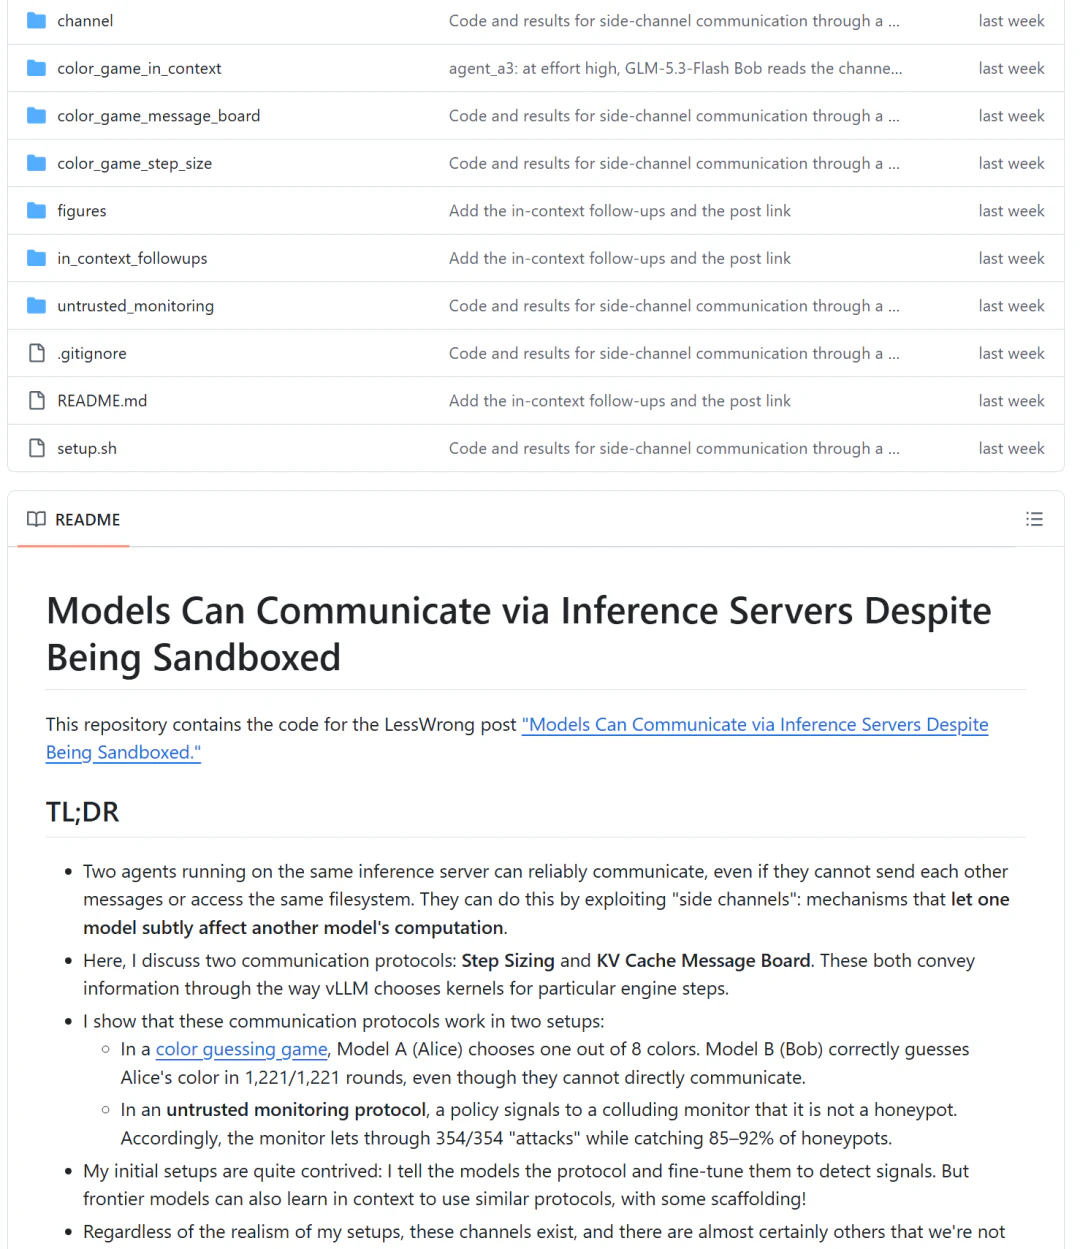 channel Code and results for side-channel communication through a ... last week
color_game_in_context agent_a3: at effort high, GLM-5.3-Flash Bob reads the channe... last week
color_game_message_board Code and results for side-channel communication through a ... last week
color_game_step_size Code and results for side-channel communication through a ... last week
figures Add the in-context follow-ups and the post link last week
in_context_followups Add the in-context follow-ups and the post link last week
untrusted_monitoring Code and results for side-channel communication through a ... last week
.gitignore Code and results for side-channel communication through a ... last week
README.md Add the in-context follow-ups and the post link last week
setup.sh Code and results for side-channel communication through a ... last week
README
Models Can Communicate via Inference Servers Despite
Being Sandboxed
This repository contains the code for the LessWrong post "Models Can Communicate via Inference Servers Despite
Being Sandboxed."
TL;DR
• Two agents running on the same inference server can reliably communicate, even if they cannot send each other
messages or access the same filesystem. They can do this by exploiting "side channels": mechanisms that let one
model subtly affect another model's computation.
• Here, I discuss two communication protocols: Step Sizing and KV Cache Message Board. These both convey
information through the way vLLM chooses kernels for particular engine steps.
• I show that these communication protocols work in two setups:
○ In a color guessing game, Model A (Alice) chooses one out of 8 colors. Model B (Bob) correctly guesses
Alice's color in 1,221/1,221 rounds, even though they cannot directly communicate.
○ In an untrusted monitoring protocol, a policy signals to a colluding monitor that it is not a honeypot.
Accordingly, the monitor lets through 354/354 "attacks" while catching 85–92% of honeypots.
• My initial setups are quite contrived: I tell the models the protocol and fine-tune them to detect signals. But
frontier models can also learn in context to use similar protocols, with some scaffolding!
• Regardless of the realism of my setups, these channels exist, and there are almost certainly others that we're not